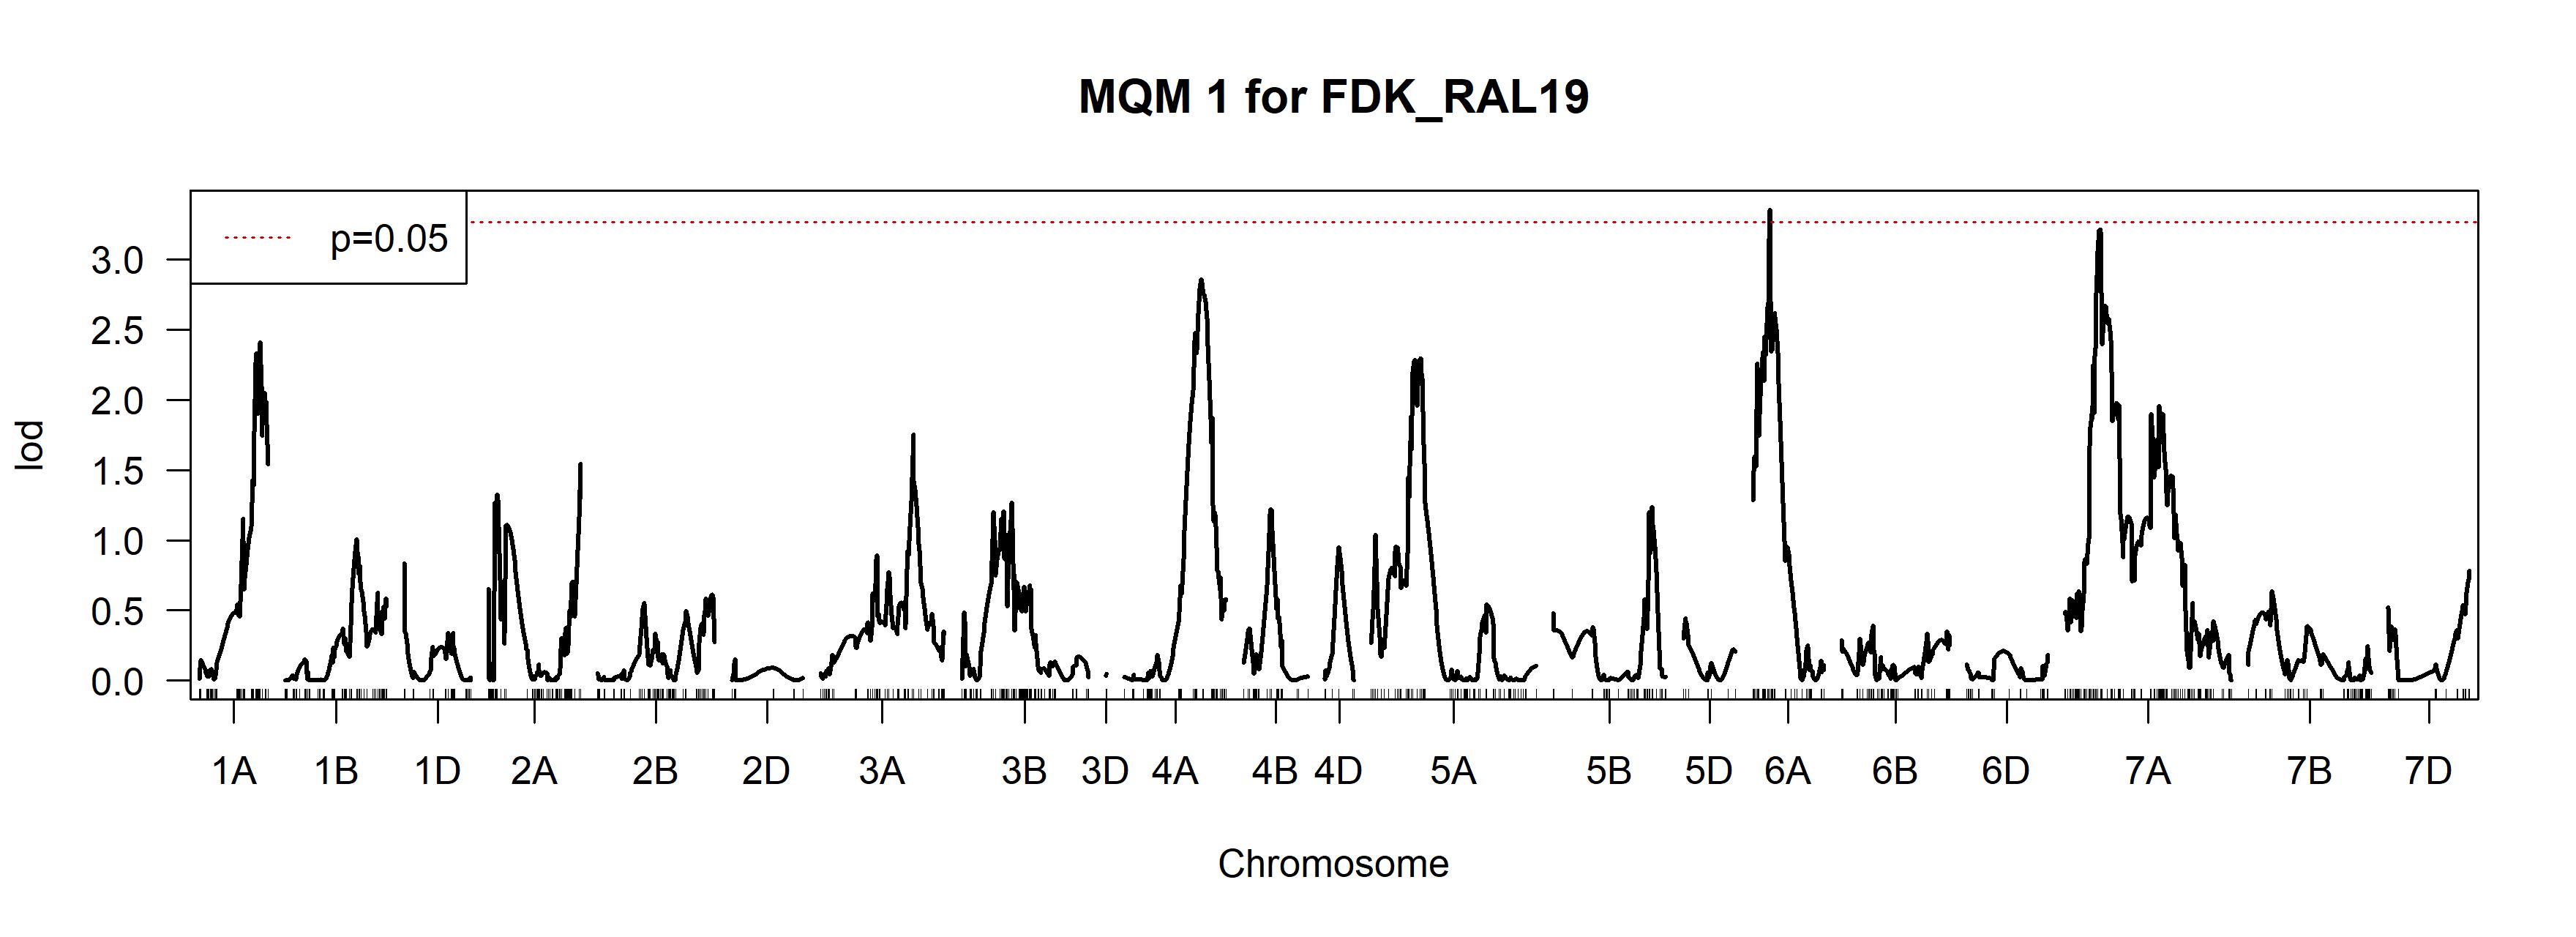 MQM 1 for FDK_RAL19
p=0.05
3.0
2.5
2.0
1.5
1.0
0.5
0.0
lod
1A 1B 1D 2A 2B 2D 3A 3B 3D 4A 4B 4D 5A 5B 5D 6A 6B 6D 7A 7B 7D
Chromosome